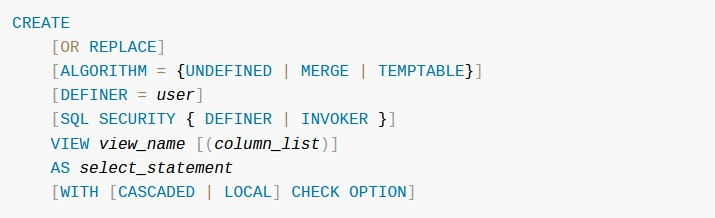 CREATE
[OR REPLACE]
[ALGORITHM = {UNDEFINED | MERGE | TEMPTABLE}]
[DEFINER = user]
[SQL SECURITY { DEFINER | INVOKER }]
VIEW view_name [(column_list)]
AS select_statement
[WITH [CASCADED | LOCAL] CHECK OPTION]